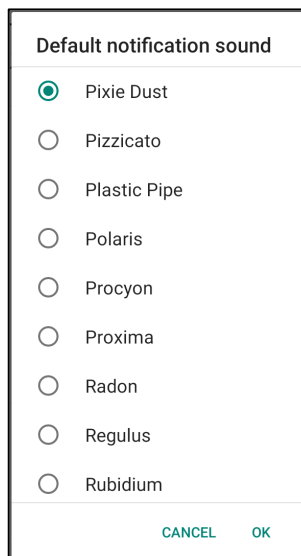 Default notification sound
Pixie Dust
Pizzicato
Plastic Pipe
Polaris
Procyon
Proxima
Radon
Regulus
Rubidium
CANCEL OK